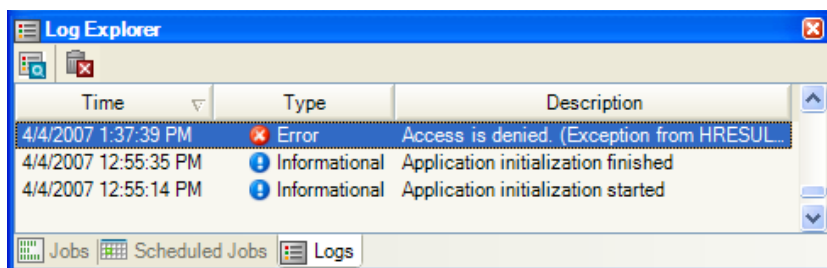 Log Explorer
Time Type Description
4/4/2007 1:37:39 PM Error Access is denied. (Exception from HRESUL...
4/4/2007 12:55:35 PM Informational Application initialization finished
4/4/2007 12:55:14 PM Informational Application initialization started
Jobs Scheduled Jobs Logs